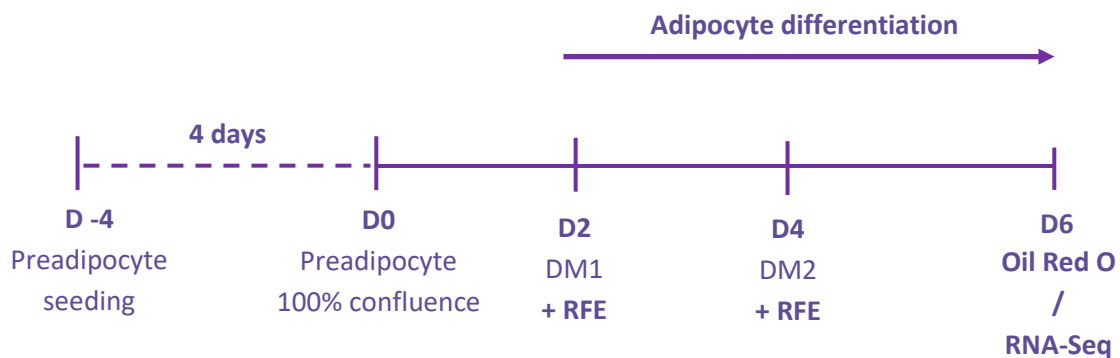 Adipocyte differentiation
4 days
D -4
Preadipocyte
seeding
D0
Preadipocyte
100% confluence
D2
DM1
+ RFE
D4
DM2
+ RFE
D6
Oil Red O
/
RNA-Seq